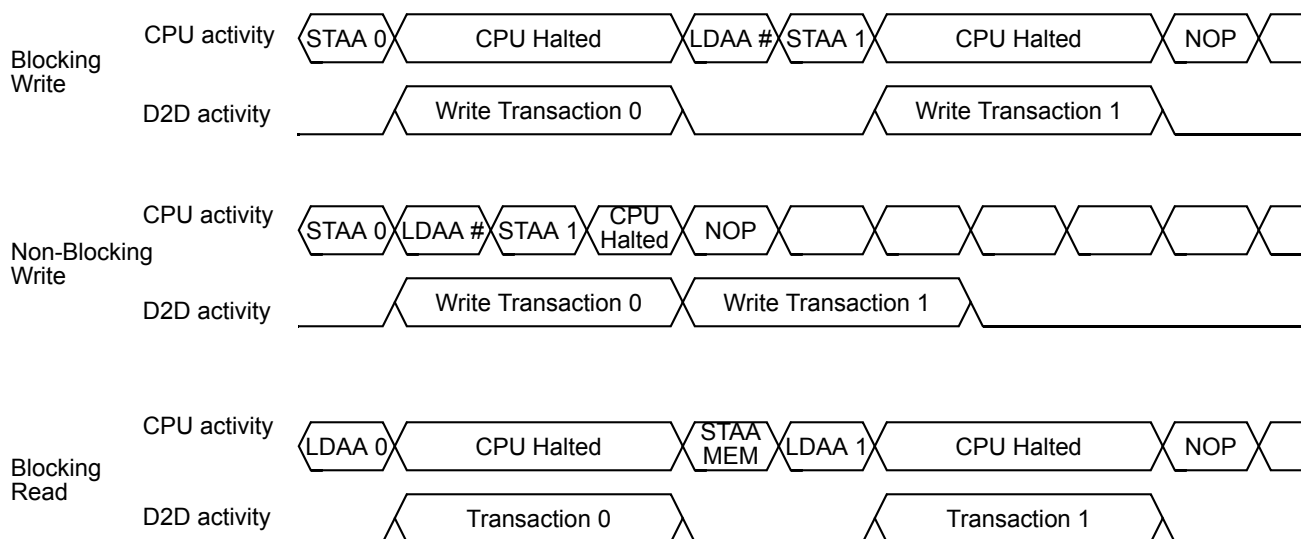 CPU activity STAA 0 CPU Halted LDAA # STAA 1 CPU Halted NOP
Blocking
Write
D2D activity Write Transaction 0 Write Transaction 1
CPU activity STAA 0 LDAA # STAA 1 CPU
Halted NOP
Non-Blocking
Write
D2D activity Write Transaction 0 Write Transaction 1
CPU activity LDAA 0 CPU Halted STAA
MEM LDAA 1 CPU Halted NOP
Blocking
Read
D2D activity Transaction 0 Transaction 1